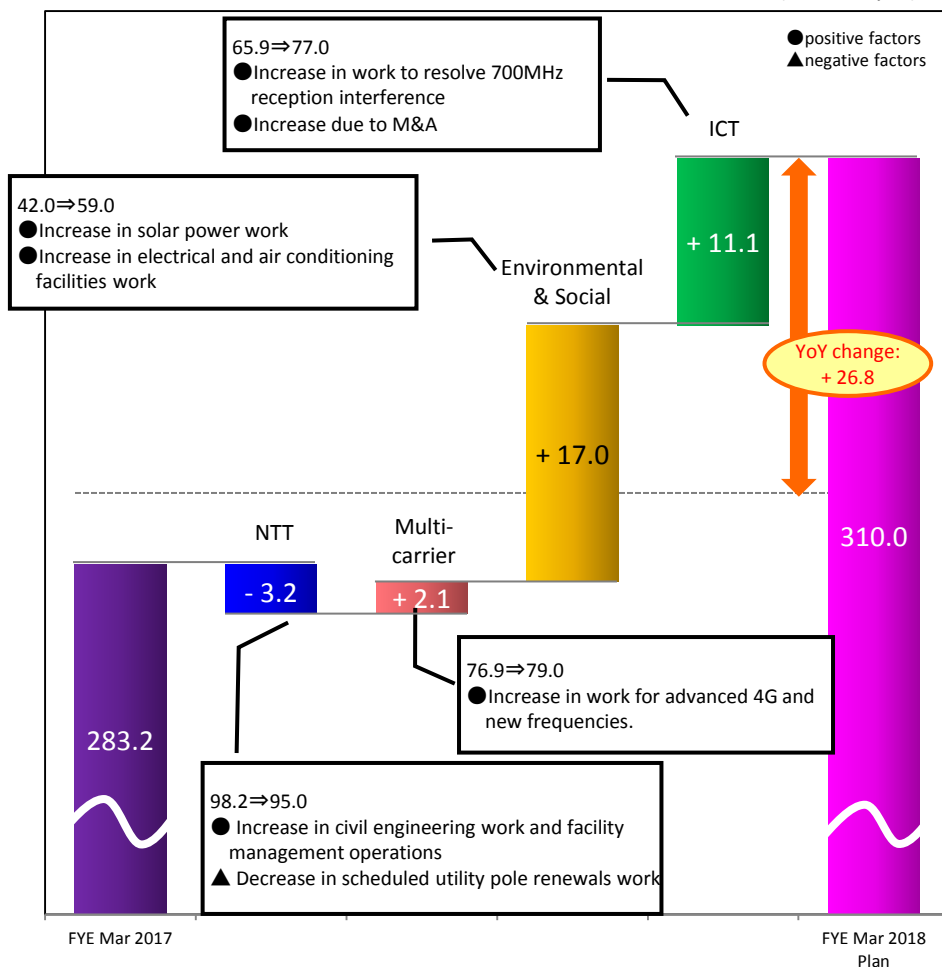 65.9⇒77.0
●Increase in work to resolve 700MHz
reception interference
●Increase due to M&A
●positive factors
▲negative factors
ICT
42.0⇒59.0
●Increase in solar power work
●Increase in electrical and air conditioning
facilities work
+ 11.1
Environmental
& Social
YoY change:
+ 26.8
+ 17.0
NTT
Multi-
carrier
310.0
- 3.2
+ 2.1
76.9⇒79.0
●Increase in work for advanced 4G and
new frequencies.
283.2
98.2⇒95.0
● Increase in civil engineering work and facility
management operations
▲ Decrease in scheduled utility pole renewals work
FYE Mar 2017
FYE Mar 2018
Plan